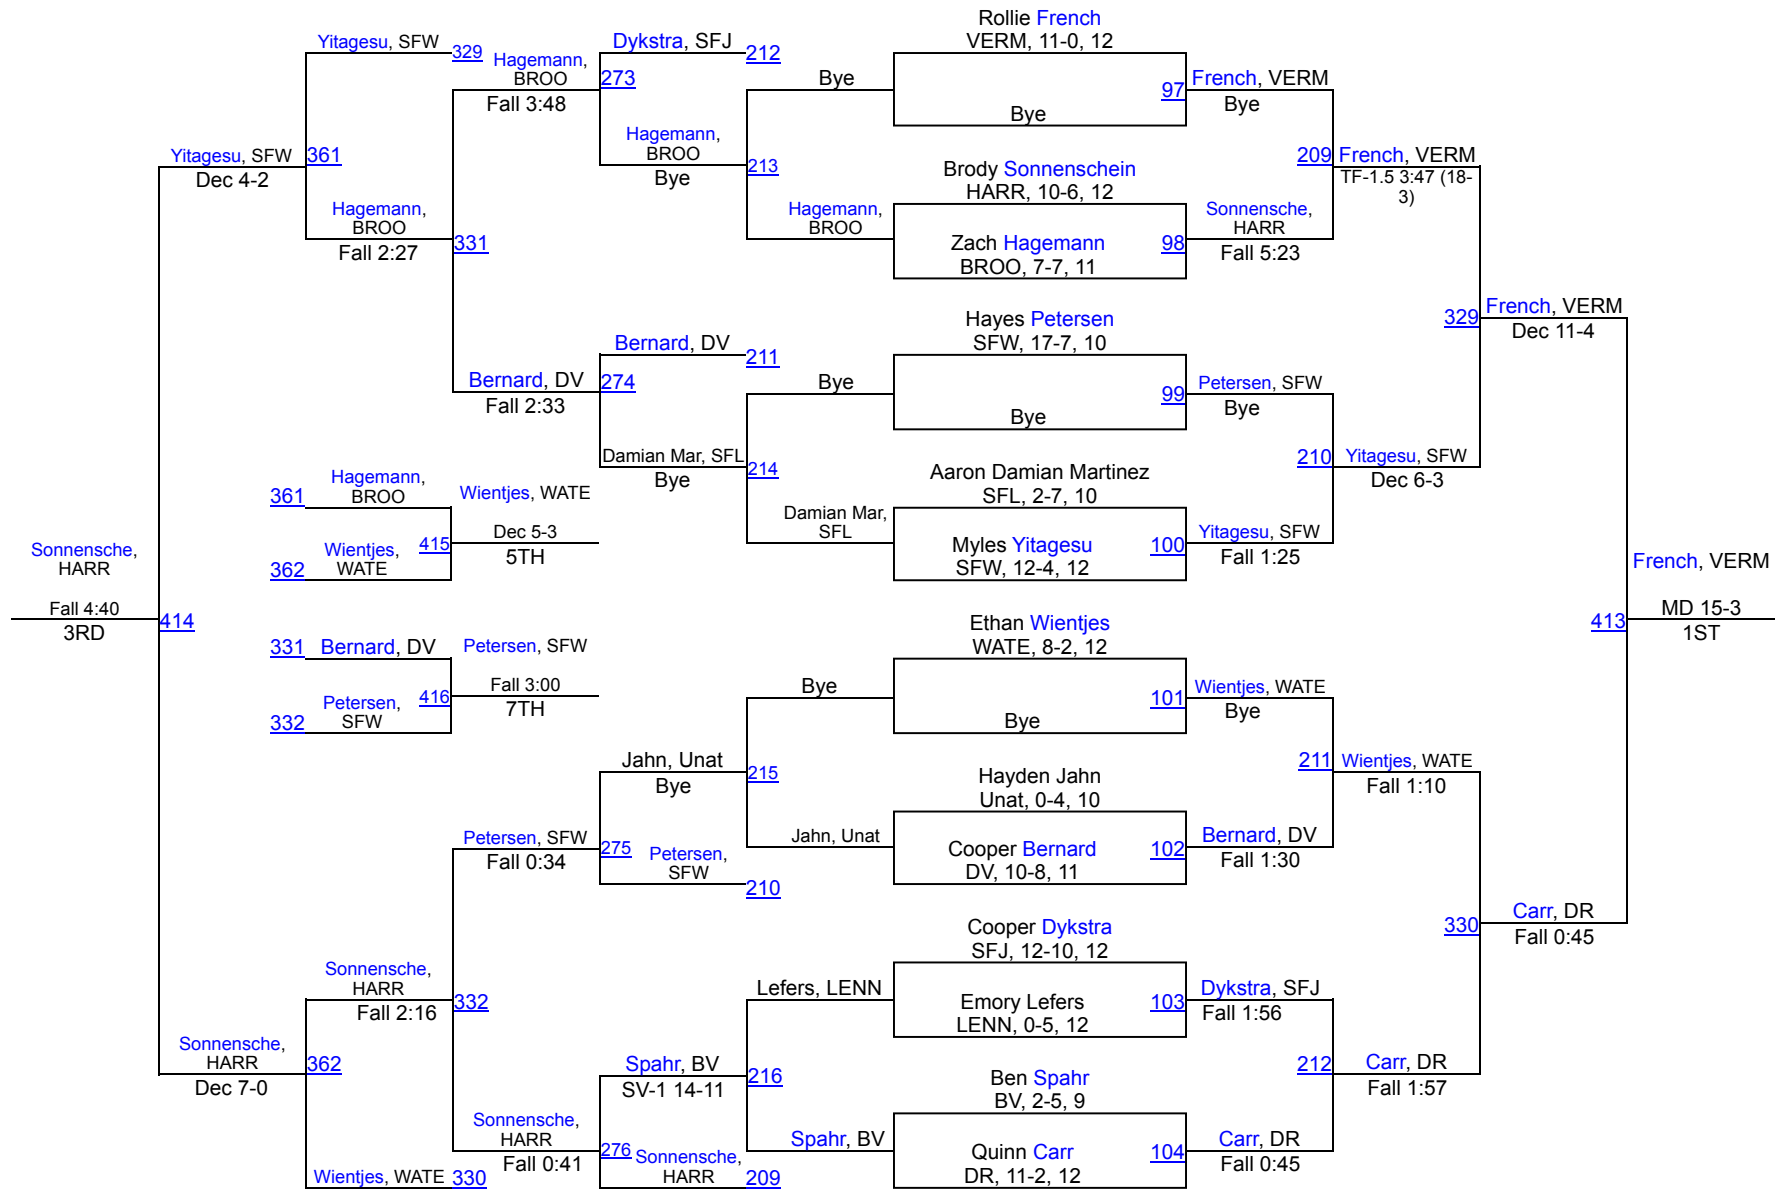 Rollie French
VERM, 11-0, 12
Bye
Brody Sonnenschein
HARR, 10-6, 12
Zach Hagemann
BROO, 7-7, 11
Hayes Petersen
SFW, 17-7, 10
Bye
Aaron Damian Martinez
SFL, 2-7, 10
Myles Yitagesu
SFW, 12-4, 12
Ethan Wientjes
WATE, 8-2, 12
Bye
Hayden Jahn
Unat, 0-4, 10
Cooper Bernard
DV, 10-8, 11
Cooper Dykstra
SFJ, 12-10, 12
Emory Lefers
LENN, 0-5, 12
Ben Spahr
BV, 2-5, 9
Quinn Carr
DR, 11-2, 12
97
French, VERM
Bye
98
Sonnensche,
HARR
Fall 5:23
99
Petersen, SFW
Bye
100
Yitagesu, SFW
Fall 1:25
101
Wientjes, WATE
Bye
102
Bernard, DV
Fall 1:30
103
Dykstra, SFJ
Fall 1:56
104
Carr, DR
Fall 0:45
209
French, VERM
TF-1.5 3:47 (18-
3)
210
Yitagesu, SFW
Dec 6-3
211
Wientjes, WATE
Fall 1:10
212
Carr, DR
Fall 1:57
329
French, VERM
Dec 11-4
330
Carr, DR
Fall 0:45
413
French, VERM
MD 15-3
1ST
Bye
Hagemann,
BROO
Bye
Damian Mar,
SFL
Bye
Jahn, Unat
Lefers, LENN
Spahr, BV
Dykstra, SFJ
212
Hagemann,
BROO
Bye
213
Bernard, DV
211
Damian Mar, SFL
Bye
214
Jahn, Unat
Bye
215
Petersen,
SFW
210
Spahr, BV
SV-1 14-11
216
Sonnensche,
HARR
209
Hagemann,
BROO
Fall 3:48
273
Bernard, DV
Fall 2:33
274
Petersen, SFW
Fall 0:34
275
Sonnensche,
HARR
Fall 0:41
276
Yitagesu, SFW
329
Hagemann,
BROO
Fall 2:27
331
Sonnensche,
HARR
Fall 2:16
332
Wientjes, WATE
330
Yitagesu, SFW
Dec 4-2
361
Sonnensche,
HARR
Dec 7-0
362
Sonnensche,
HARR
Fall 4:40
3RD
414
361
Hagemann,
BROO
362
Wientjes,
WATE
415
Wientjes, WATE
Dec 5-3
5TH
331
Bernard, DV
332
Petersen,
SFW
416
Petersen, SFW
Fall 3:00
7TH